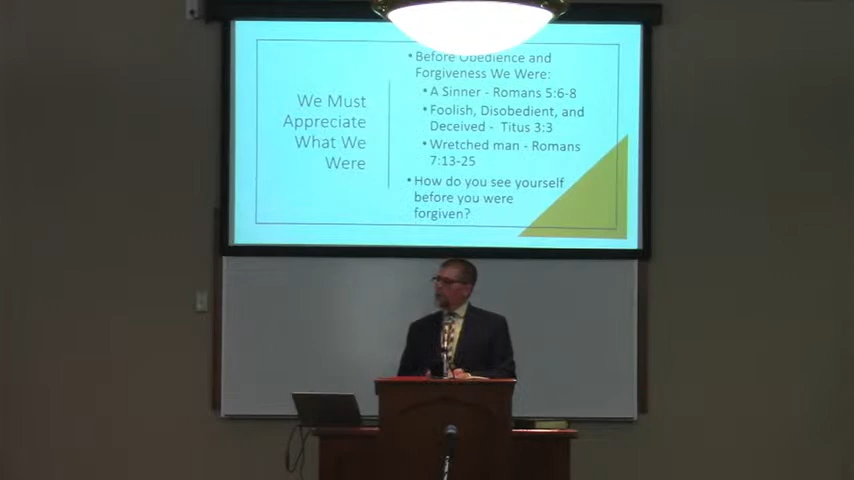 We Must
Appreciate
What We
Were
• Before Obedience and
Forgiveness We Were:
• A Sinner - Romans 5:6-8
• Foolish, Disobedient, and
Deceived - Titus 3:3
• Wretched man - Romans
7:13-25
• How do you see yourself
before you were
forgiven?